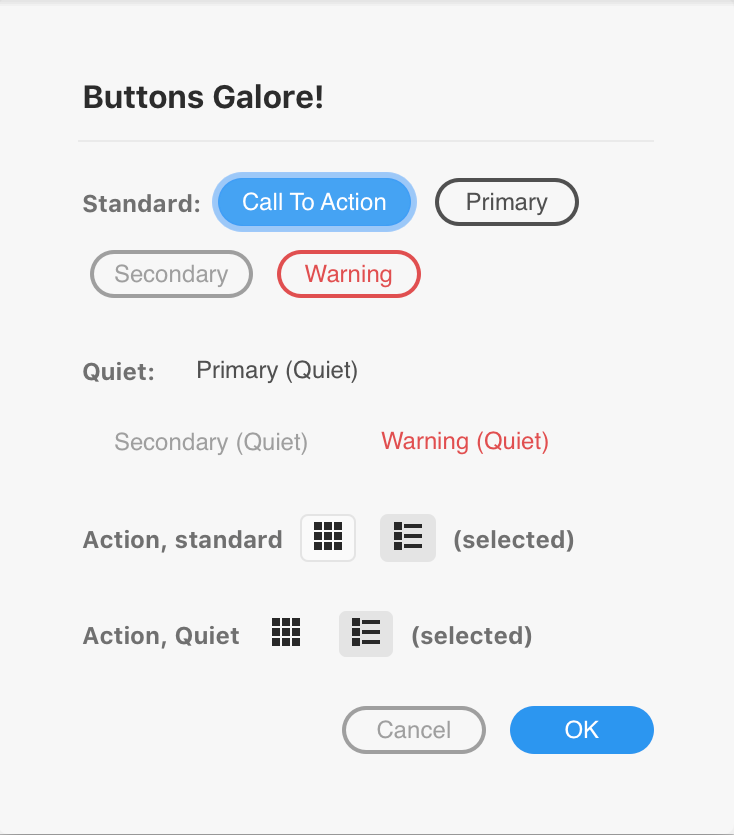 Buttons Galore!
Standard: Call To Action Primary
Secondary Warning
Quiet: Primary (Quiet)
Secondary (Quiet) Warning (Quiet)
Action, standard (selected)
Action, Quiet (selected)
Cancel OK